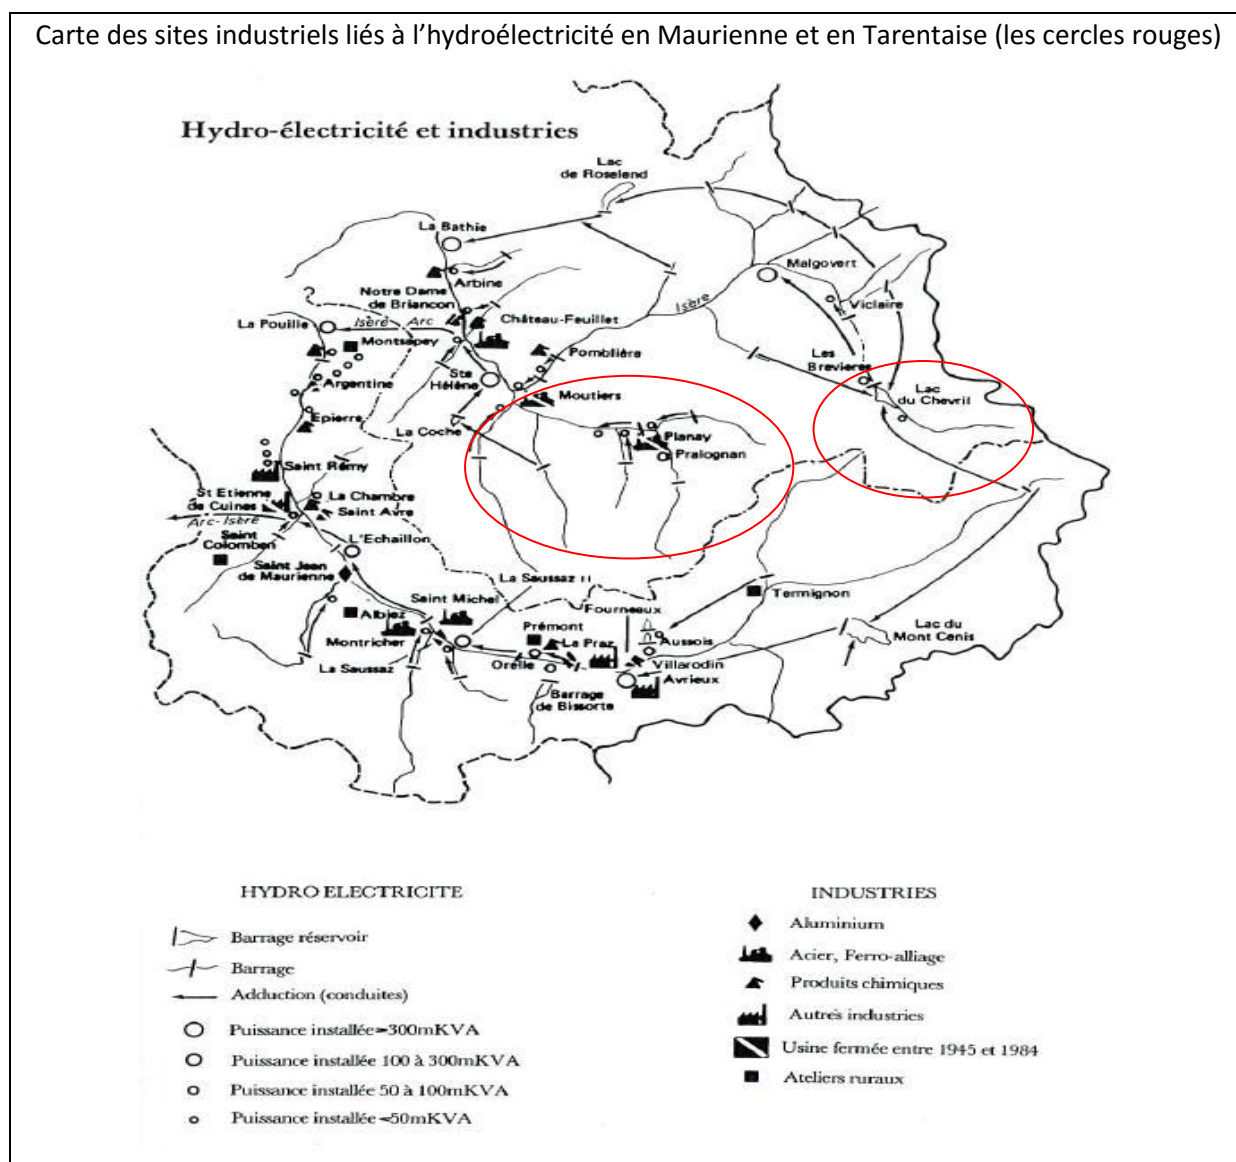 Carte des sites industriels liés à l’hydroélectricité en Maurienne et en Tarentaise (les cercles rouges)
Hydro-électricité et industries
Lac
de Roselend
La Bathie
Malgovert
Arbine
Notre Dame
de Briancon
Isère
Viclaire
La Pouille
Isère Arc
Château-Feuillet
Montsapey
Pomblière
Les
Brevieres
Ste
Hélène
Argentine
Lac
du Chevril
Moutiers
Epierre
La Coche
Planay
Pralognan
Saint Rémy
St Etienne
de Cuines
La Chambre
Saint Avre
Arc-Isère
Saint
Colomban
L'Echaillon
Saint Jean
de Maurienne
La Saussaz II
Termignon
Saint Michel
Fourneaux
Albiez
Prémont
Lac du
Mont Cenis
Montricher
La Praz
Aussois
La Saussaz
Orelle
Villarodin
Avrieux
Barrage
de Bissorte
HYDRO ELECTRICITE
Barrage réservoir
Barrage
Adduction (conduites)
Puissance installée>300mKVA
Puissance installée 100 à 300mKVA
Puissance installée 50 à 100mKVA
Puissance installée <50mKVA
INDUSTRIES
Aluminium
Acier, Ferro-alliage
Produits chimiques
Autres industries
Usine fermée entre 1945 et 1984
Ateliers ruraux